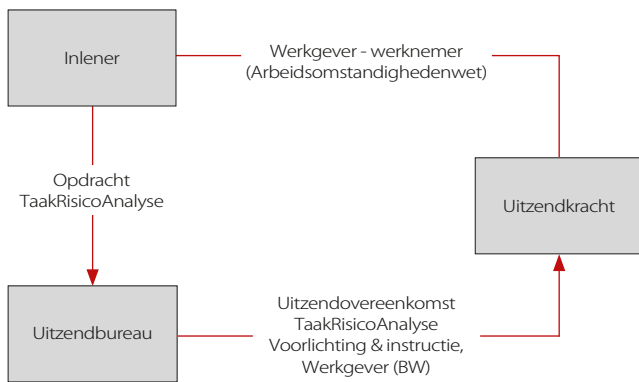 Inlener
Werkgever - werknemer
(Arbeidsomstandighedenwet)
Opdracht
TaakRisicoAnalyse
Uitzendkracht
Uitzendbureau
Uitzendovereenkomst
TaakRisicoAnalyse
Voorlichting & instructie,
Werkgever (BW)